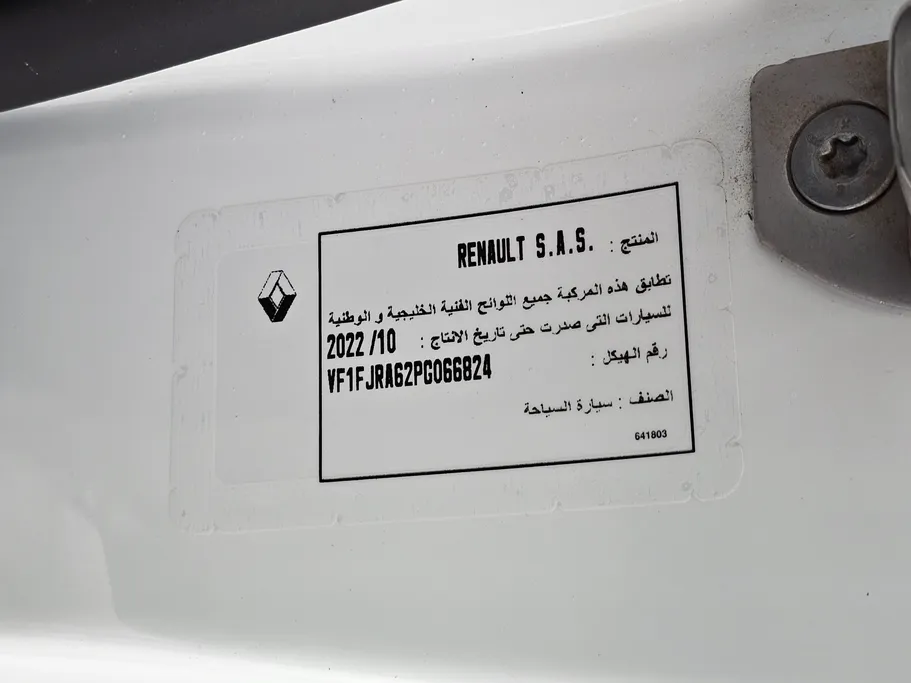 المنتج : RENAULT S.A.S.
تطابق هذه المركبة جميع اللوائح الفنية الخليجية و الوطنية
للسيارات التى صدرت حتى تاريخ الانتاج : 2022 /10
رقم الهيكل : VF1FJRA62PG066824
الصنف : سيارة السياحة
641803